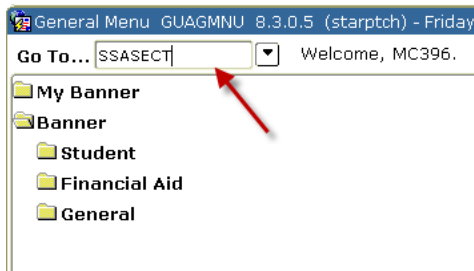 General Menu GUAGMNU 8.3.0.5 (starptch) - Friday
Go To... SSASECT Welcome, MC396.
My Banner
Banner
Student
Financial Aid
General